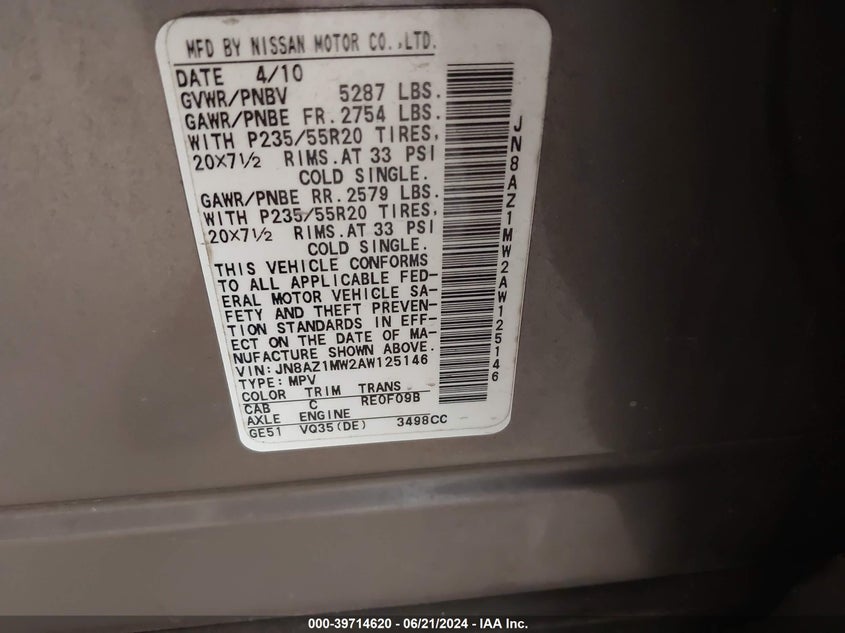 MFD BY NISSAN MOTOR CO.,LTD.
DATE 4/10
GVWR/PNBV 5287 LBS.
GAWR/PNBE FR. 2754 LBS.
WITH P235/55R20 TIRES,
20X7½ RIMS.AT 33 PSI
COLD SINGLE.
GAWR/PNBE RR. 2579 LBS.
WITH P235/55R20 TIRES,
20X7½ RIMS.AT 33 PSI
COLD SINGLE.
THIS VEHICLE CONFORMS
TO ALL APPLICABLE FED-
ERAL MOTOR VEHICLE SA-
FETY AND THEFT PREVEN-
TION STANDARDS IN EFF-
ECT ON THE DATE OF MA-
NUFACTURE SHOWN ABOVE.
VIN: JN8AZ1MW2AW125146
TYPE: MPV
COLOR TRIM TRANS
CAB C RE0F09B
AXLE ENGINE
GE51 VQ35(DE) 3498CC
JN8AZ1MW2AW125146
000-39714620 - 06/21/2024 - IAA Inc.